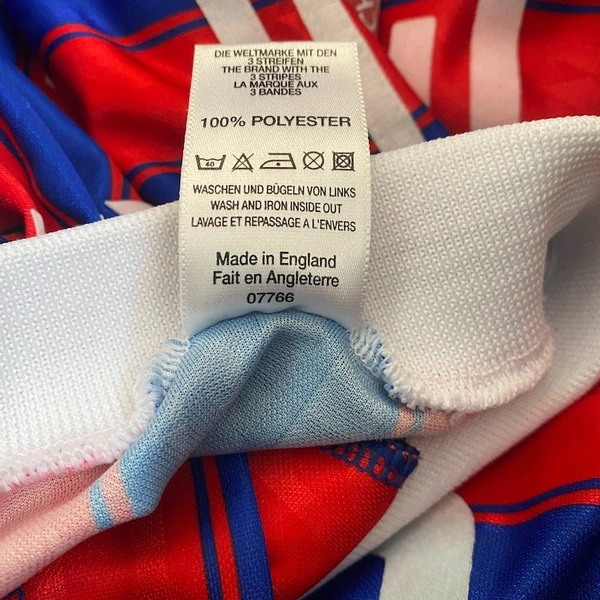 DIE WELTMARKE MIT DEN
3 STREIFEN
THE BRAND WITH THE
3 STRIPES
LA MARQUE AUX
3 BANDES
100% POLYESTER
40
WASCHEN UND BÜGELN VON LINKS
WASH AND IRON INSIDE OUT
LAVAGE ET REPASSAGE A L'ENVERS
Made in England
Fait en Angleterre
07766